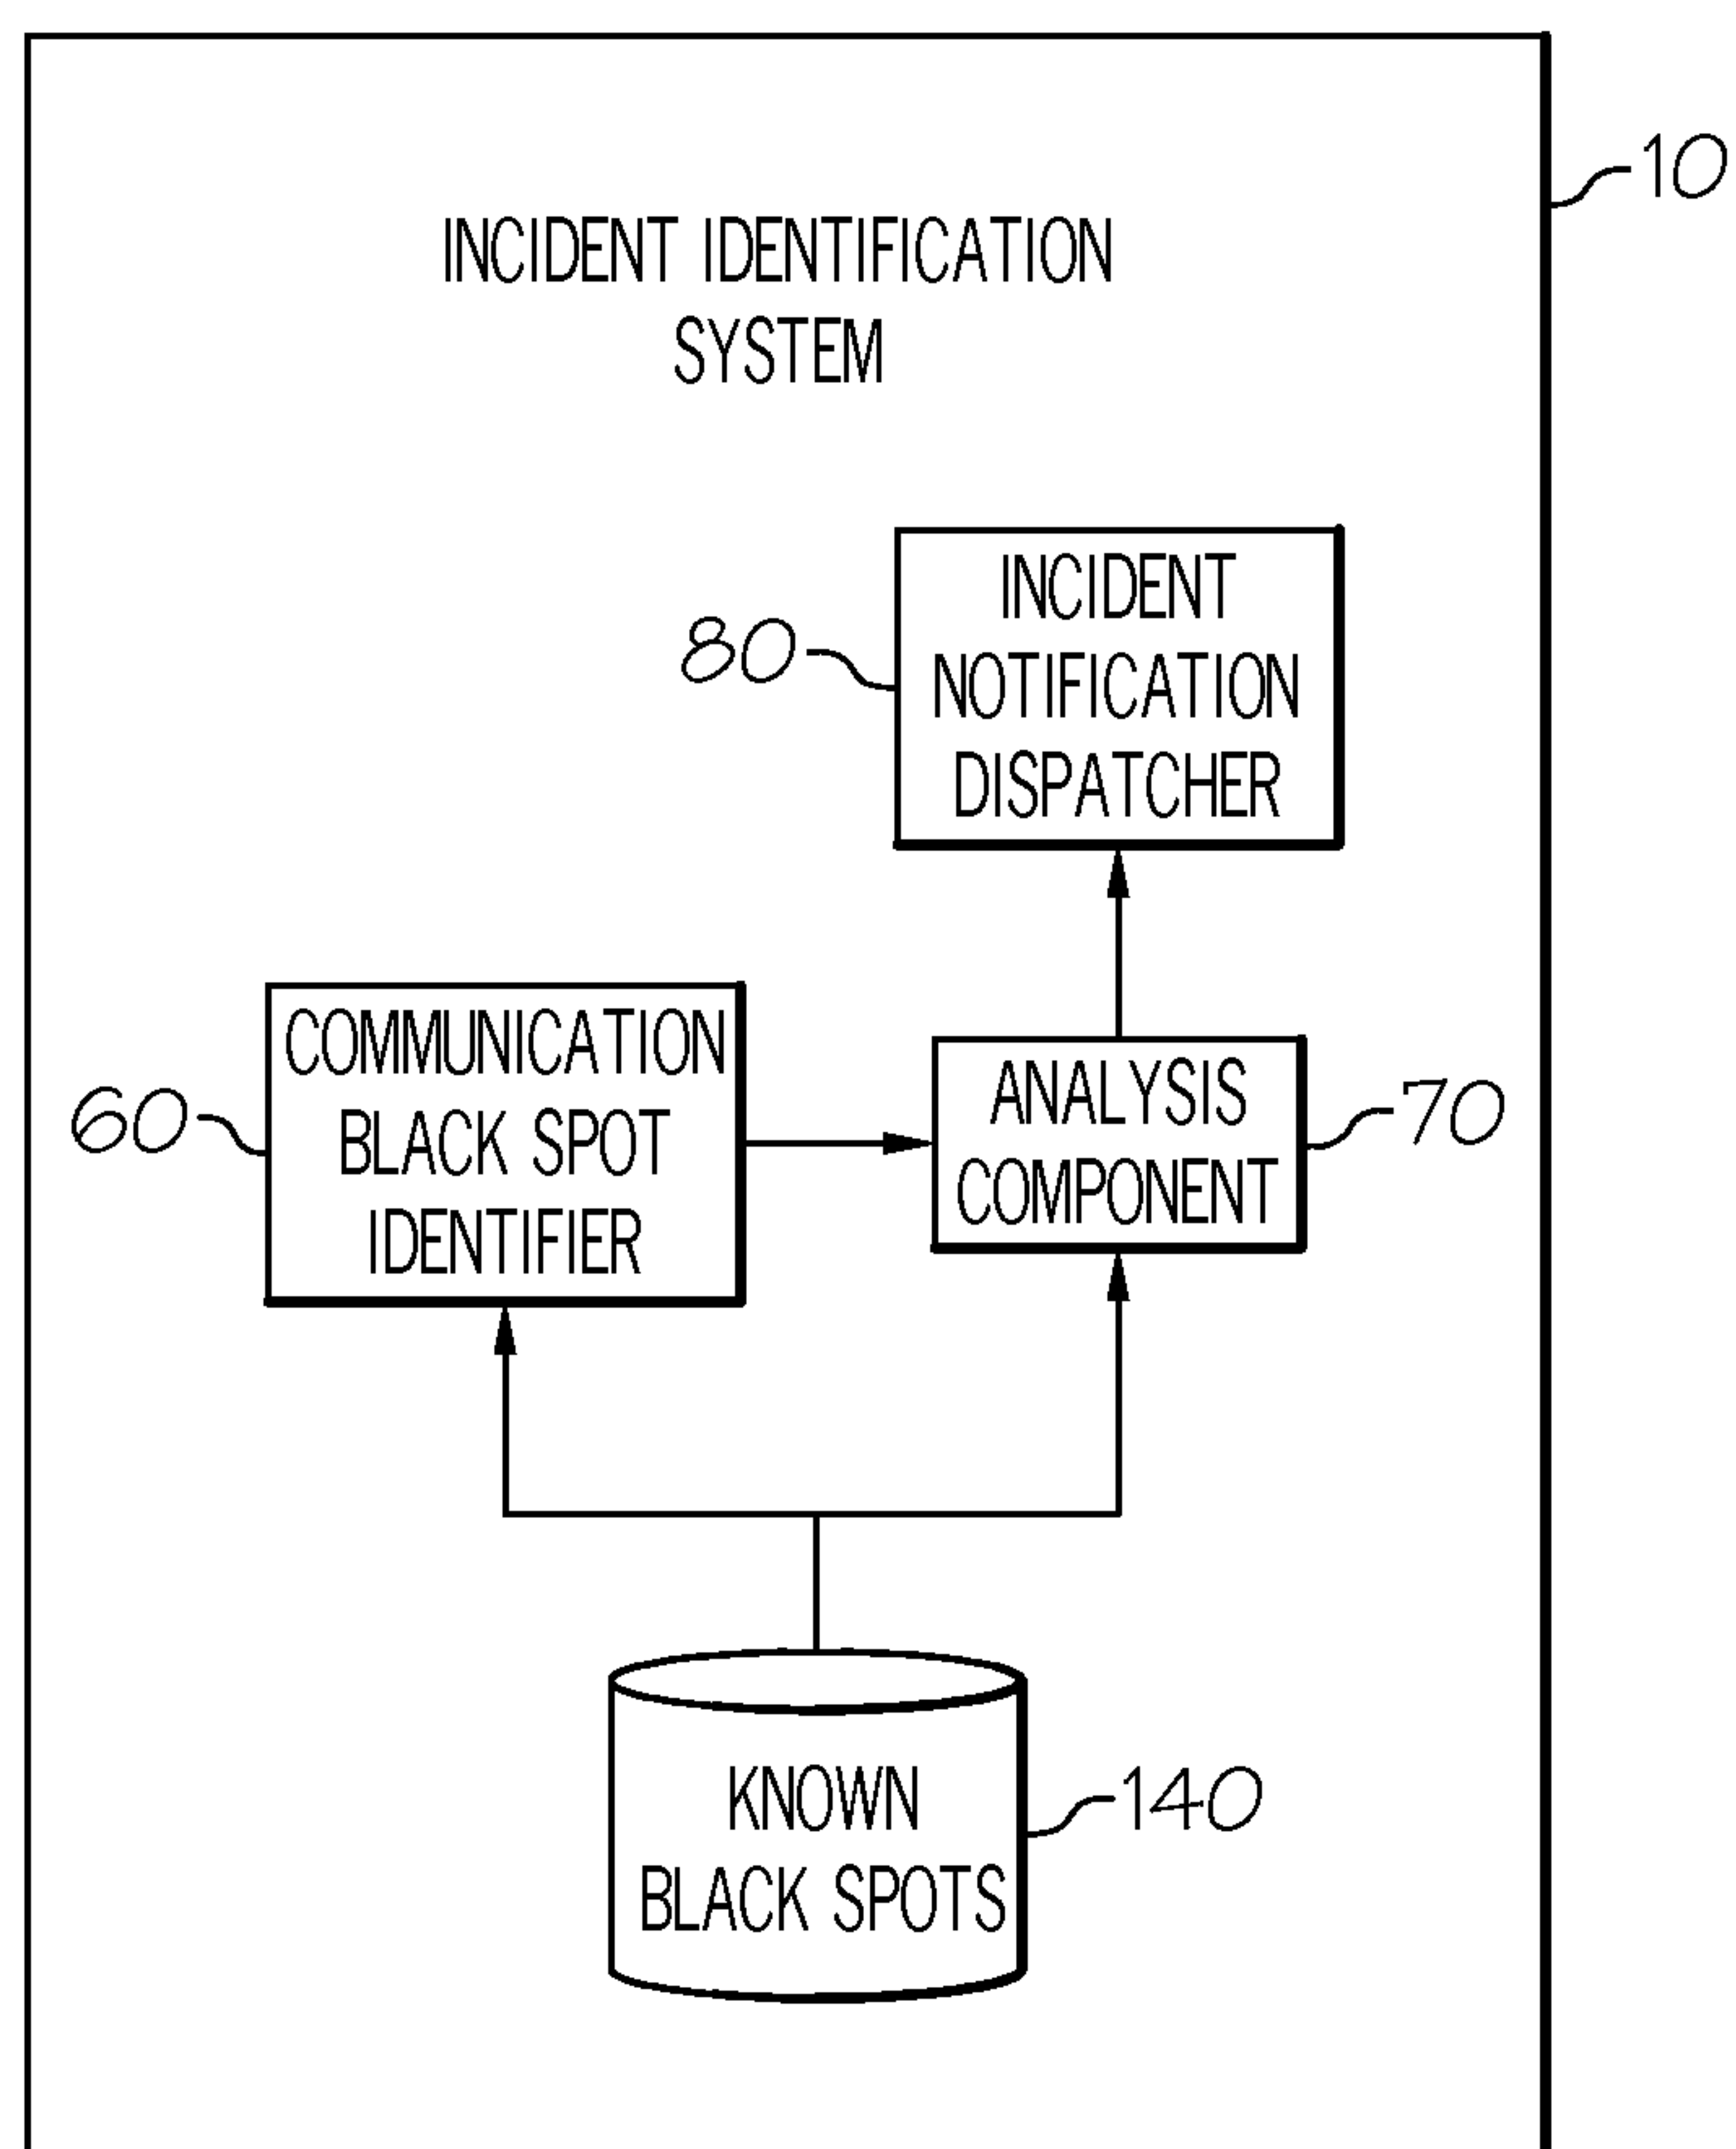 10
INCIDENT IDENTIFICATION
SYSTEM
INCIDENT
NOTIFICATION
DISPATCHER
80
COMMUNICATION
BLACK SPOT
IDENTIFIER
60
ANALYSIS
COMPONENT
70
KNOWN
BLACK SPOTS
140